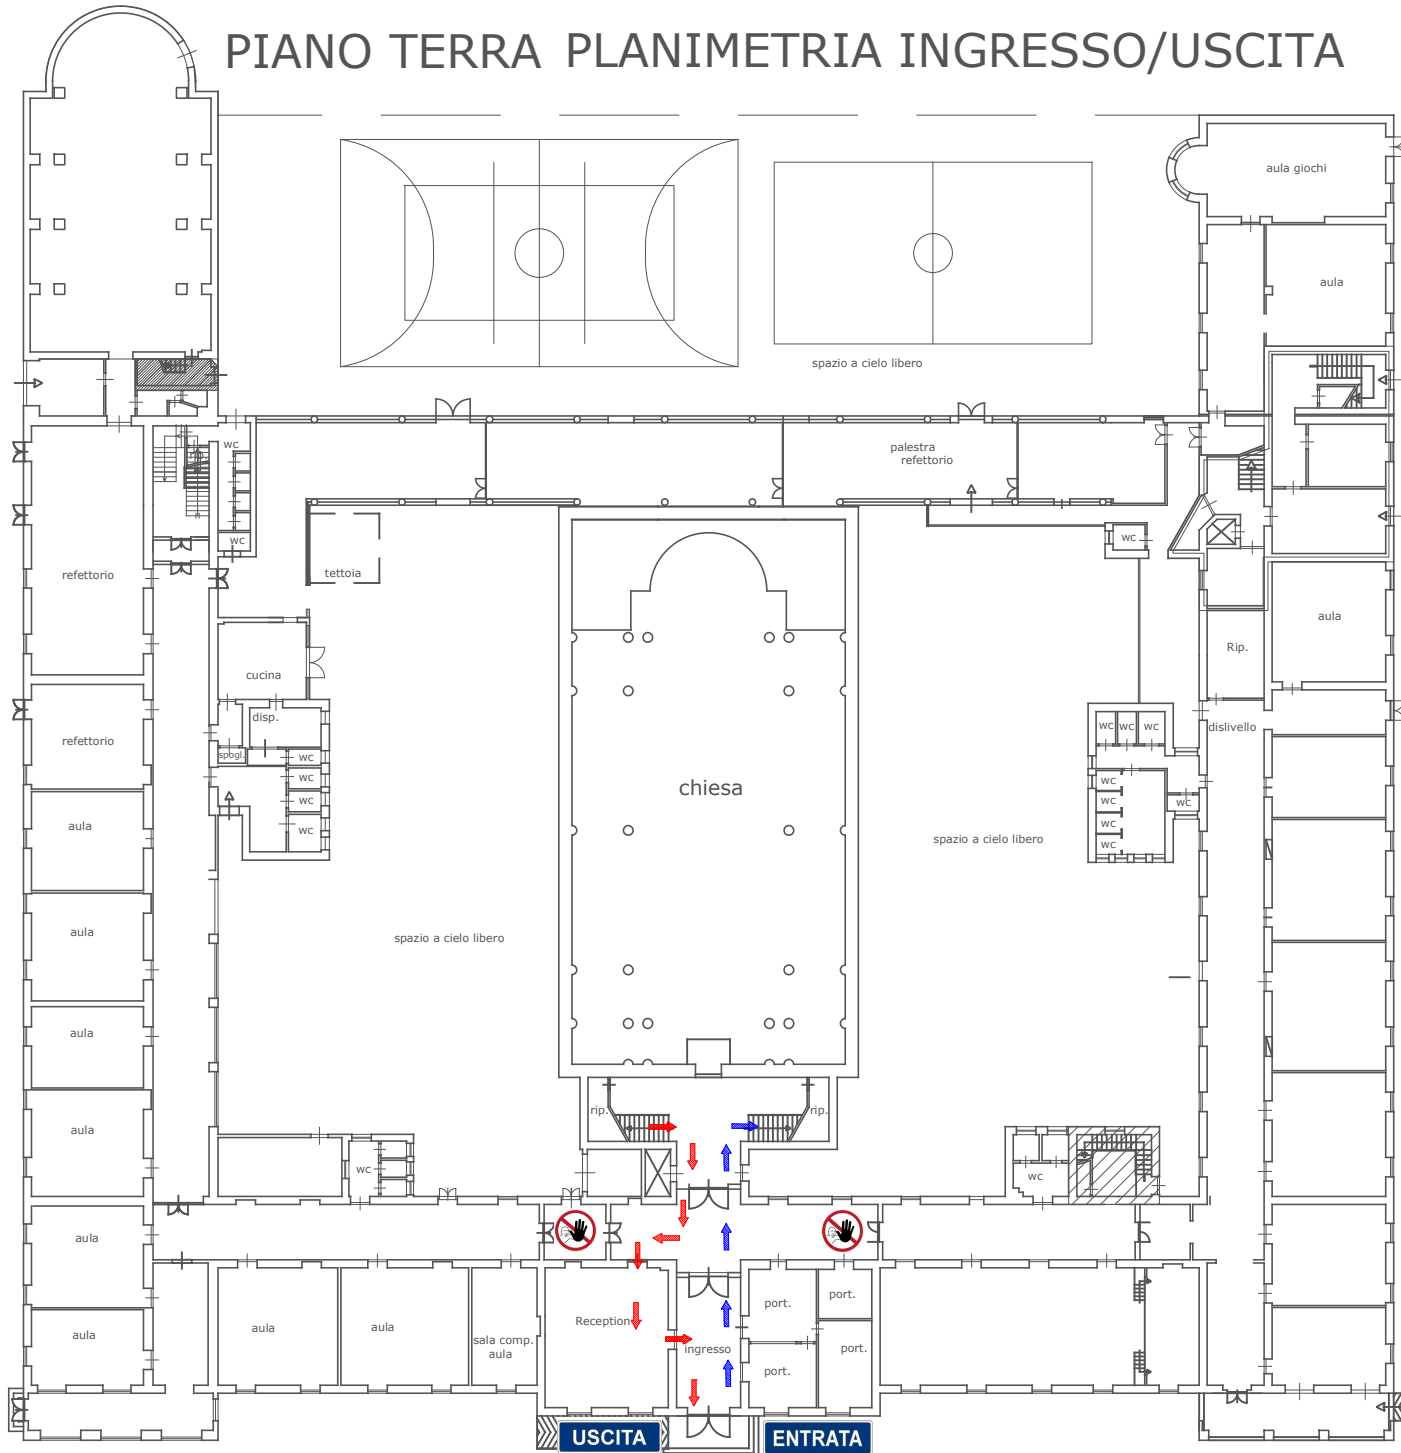 PIANO TERRA PLANIMETRIA INGRESSO/USCITA
aula giochi
aula
spazio a cielo libero
wc
palestra
refettorio
wc
wc
refettorio
tettoia
aula
Rip.
cucina
disp.
refettorio
spogl.
wc
wc
wc
dislivello
wc
wc
wc
wc
wc
wc
wc
wc
wc
wc
chiesa
aula
spazio a cielo libero
aula
spazio a cielo libero
aula
aula
rip.
rip.
wc
wc
aula
aula
aula
aula
sala comp.
aula
Reception
ingresso
port.
port.
port.
port.
USCITA
ENTRATA